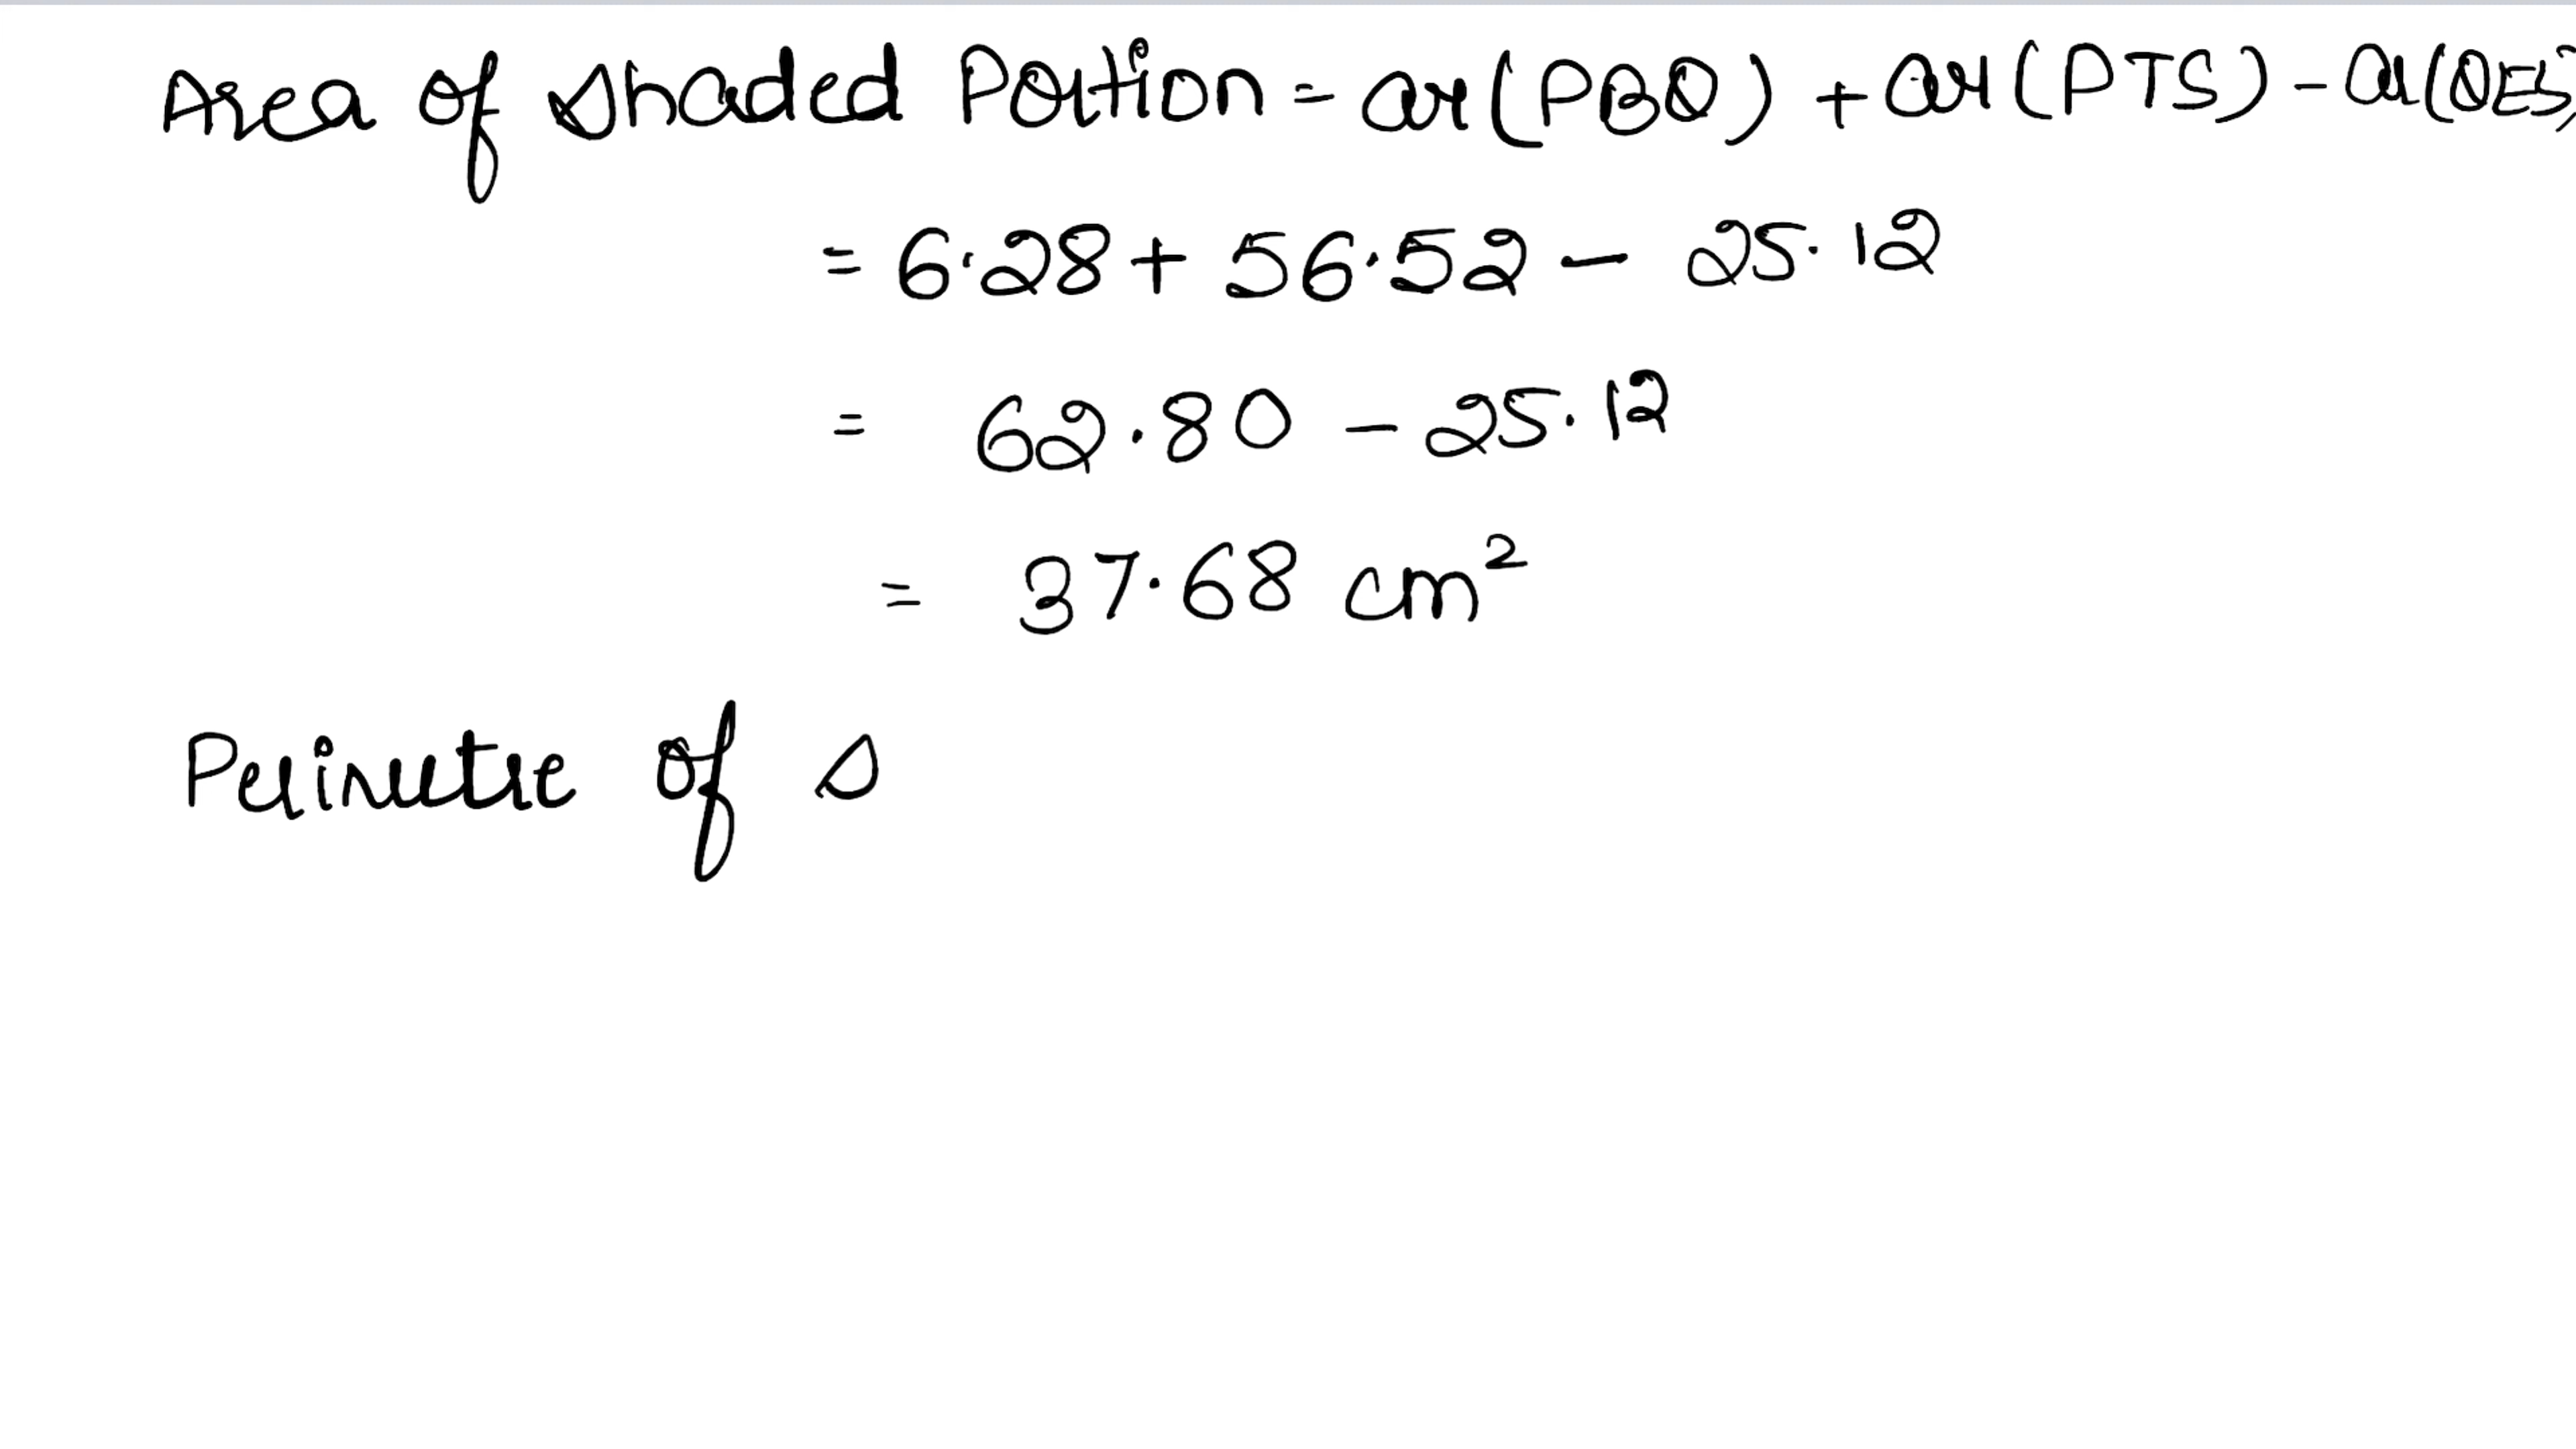 Area of shaded Portion = ar(PBQ) + ar(PTS) - ar(QES)
= 6.28 + 56.52 - 25.12
= 62.80 - 25.12
= 37.68 cm²
Perimetre of s